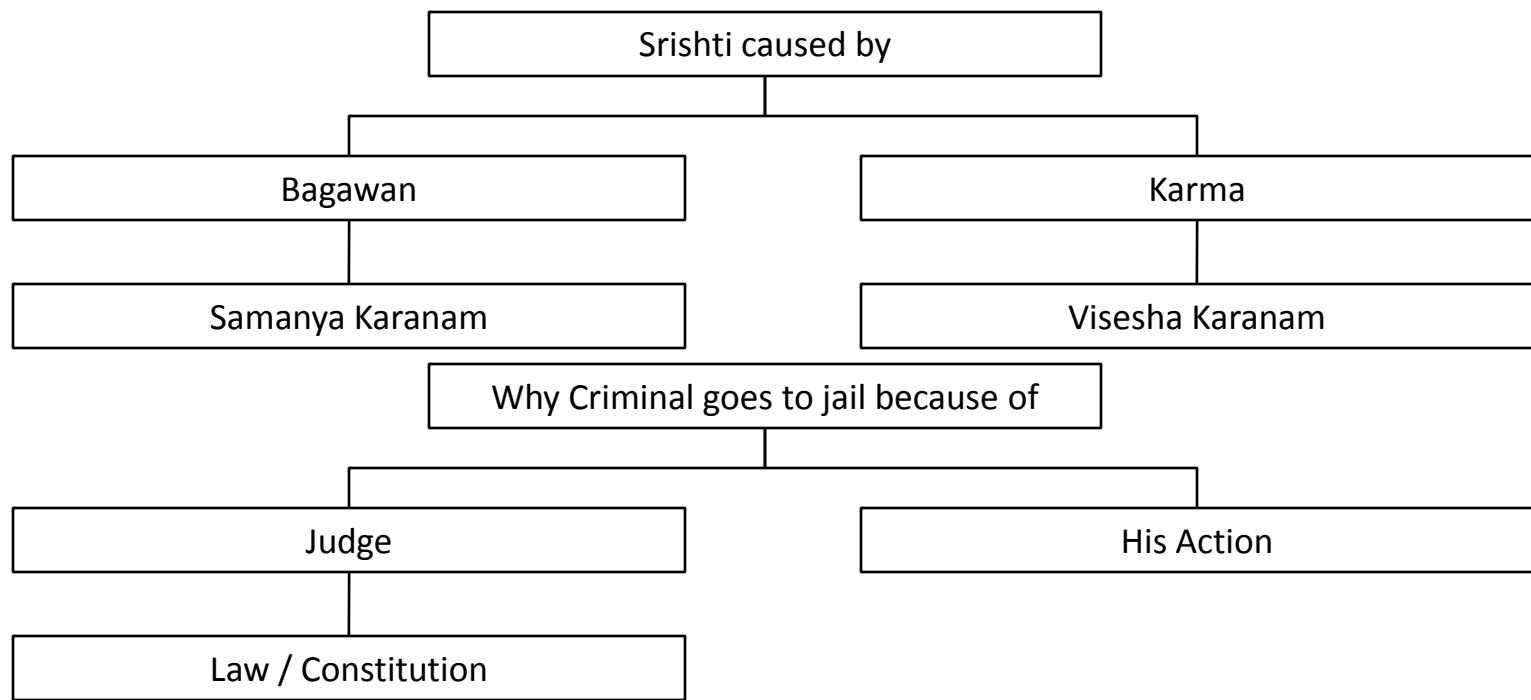 Srishti caused by
Bagawan
Karma
Samanya Karanam
Visesha Karanam
Why Criminal goes to jail because of
Judge
His Action
Law / Constitution